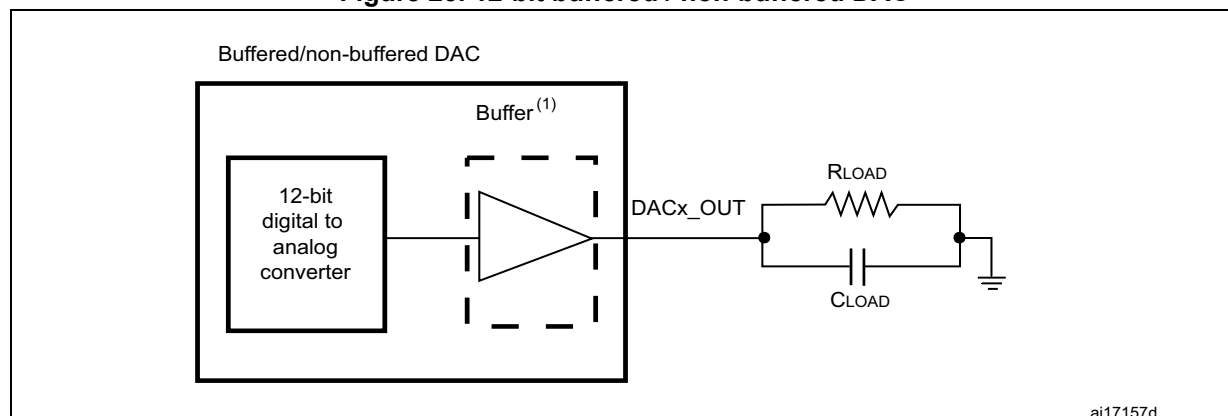 Buffered/non-buffered DAC
Buffer(1)
12-bit
digital to
analog
converter
DACx_OUT
RLOAD
CLOAD
ai17157d